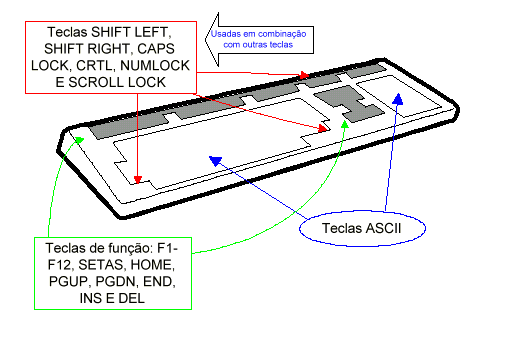 Teclas SHIFT LEFT,
SHIFT RIGHT, CAPS
LOCK, CRTL, NUMLOCK
E SCROLL LOCK
Usadas em combinação
com outras teclas
Teclas ASCII
Teclas de função: F1-
F12, SETAS, HOME,
PGUP, PGDN, END,
INS E DEL